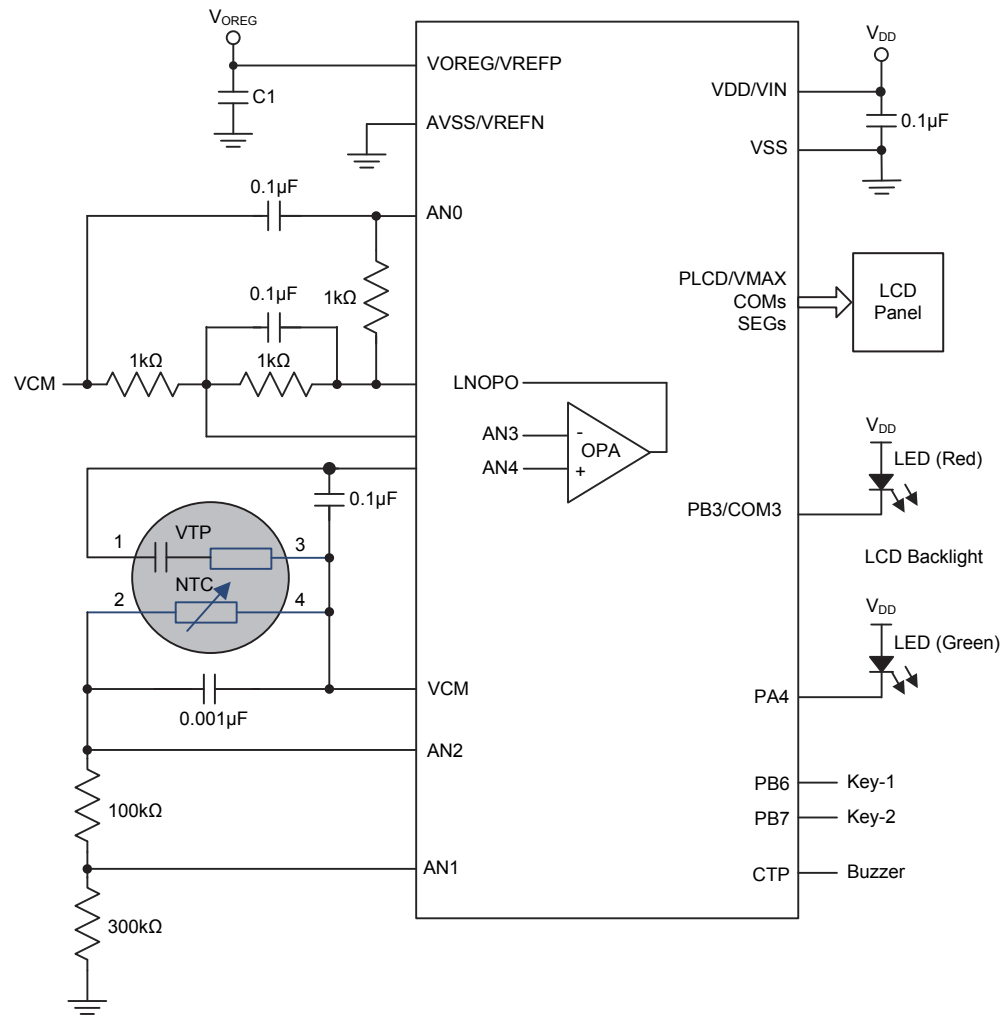 VOREG
VOREG/VREFP
C1
AVSS/VREFN
0.1µF
AN0
1kΩ
0.1µF
1kΩ
1kΩ
VCM
LNOPO
AN3
AN4
-
+
OPA
0.1µF
1
VTP
3
NTC
2
4
0.001µF
VCM
AN2
100kΩ
AN1
300kΩ
VDD
VDD/VIN
0.1µF
VSS
PLCD/VMAX
COMs
SEGs
LCD
Panel
VDD
LED (Red)
PB3/COM3
LCD Backlight
VDD
LED (Green)
PA4
PB6
Key-1
PB7
Key-2
CTP
Buzzer